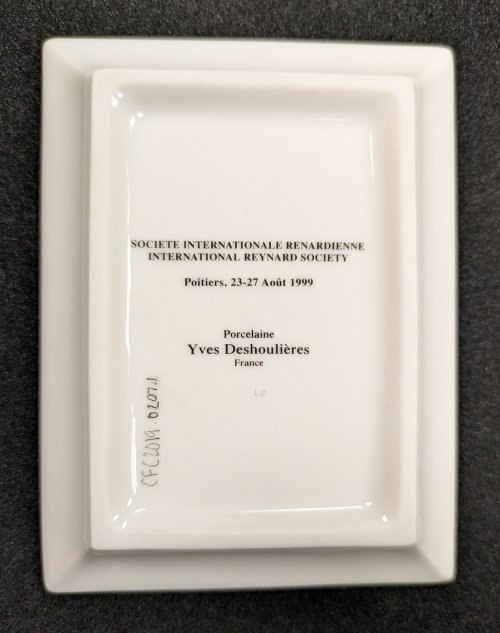 SOCIETE INTERNATIONALE RENARDIENNE
INTERNATIONAL REYNARD SOCIETY
Poitiers, 23-27 Août 1999
Porcelaine
Yves Deshoulières
France
CFC2019.0207.1